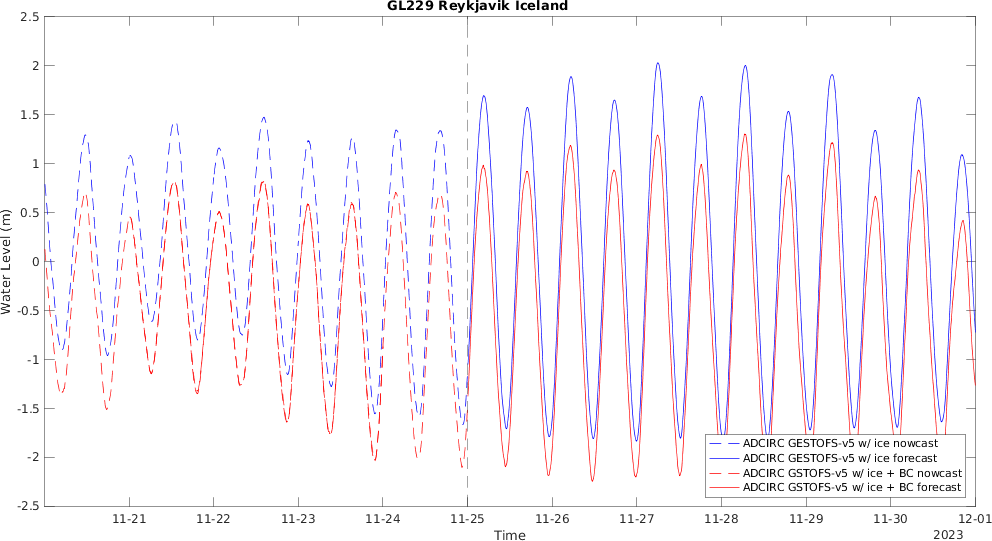 GL229 Reykjavik Iceland
2.5
2
1.5
1
0.5
0
-0.5
-1
-1.5
-2
-2.5
Water Level (m)
ADCIRC GESTOFS-v5 w/ ice nowcast
ADCIRC GESTOFS-v5 w/ ice forecast
ADCIRC GSTOFS-v5 w/ ice + BC nowcast
ADCIRC GSTOFS-v5 w/ ice + BC forecast
11-21 11-22 11-23 11-24 11-25 11-26 11-27 11-28 11-29 11-30 12-01
Time
2023